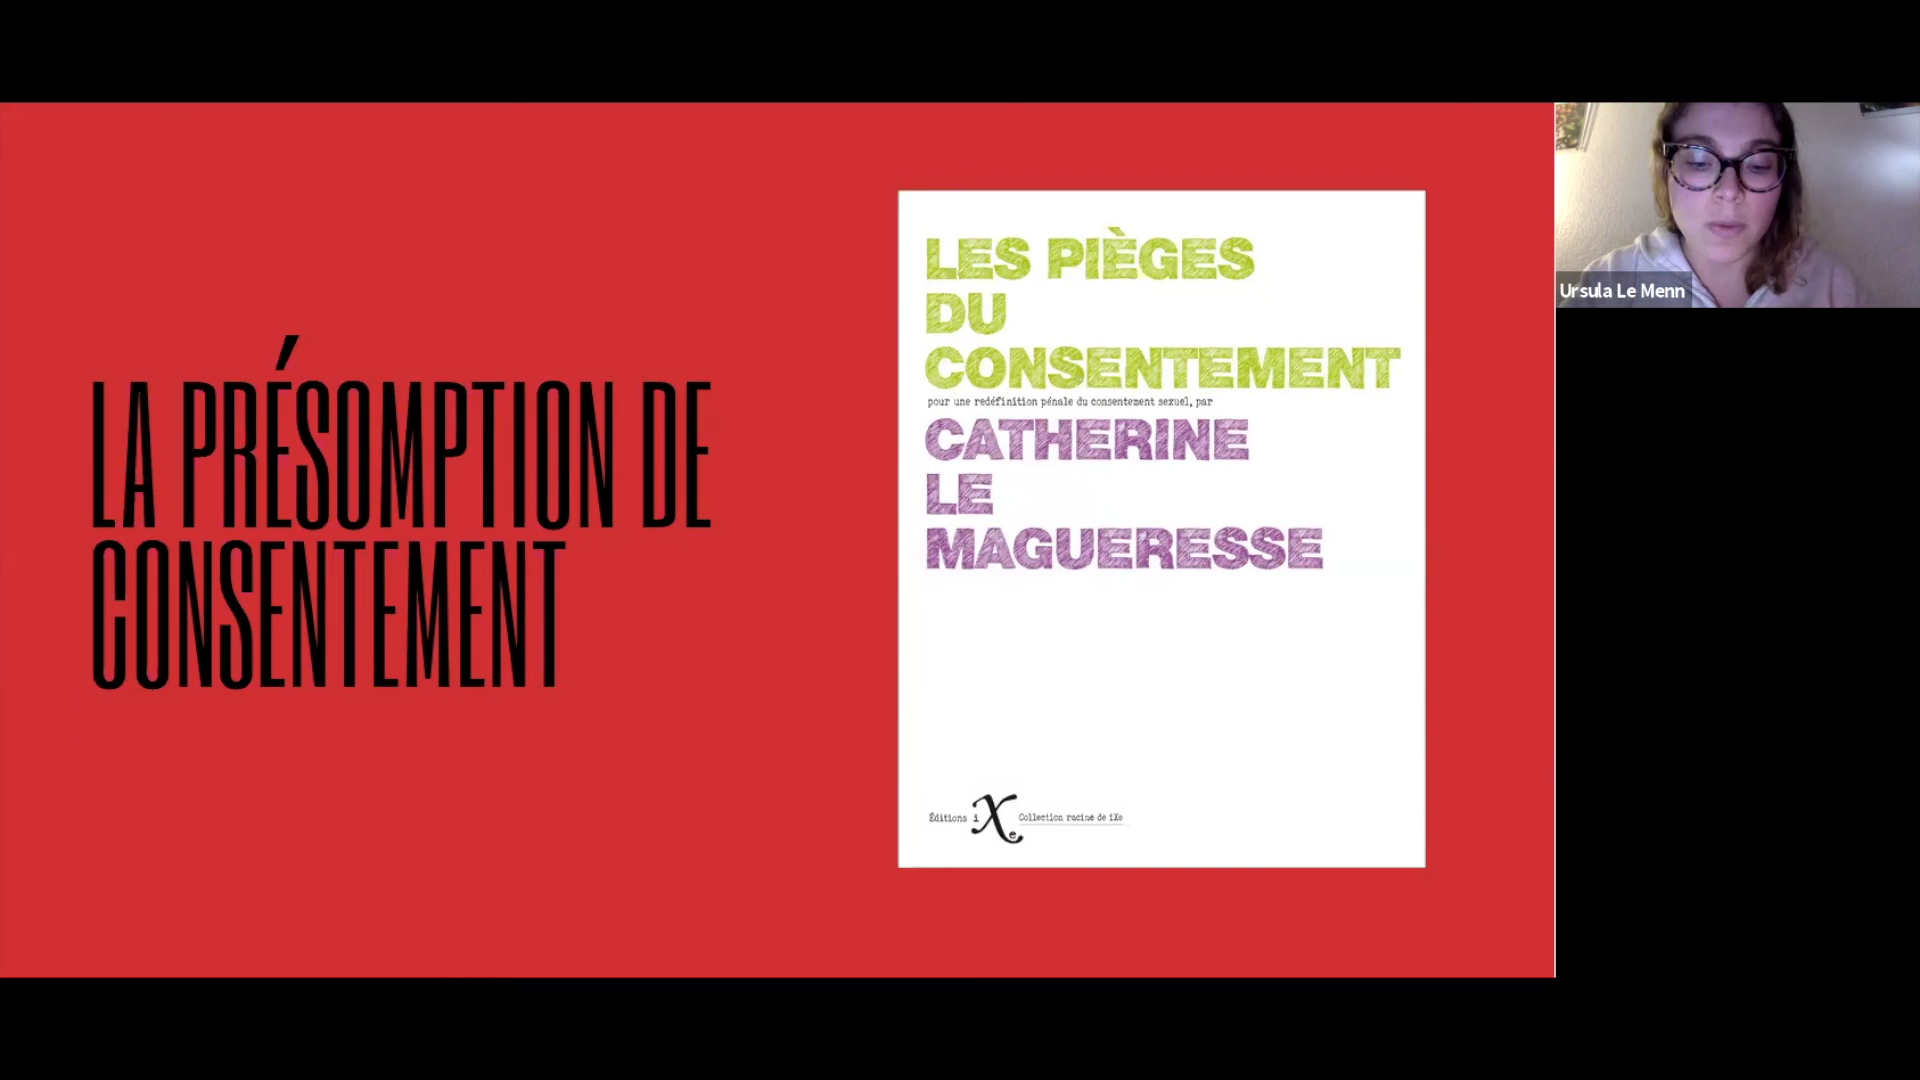 LA PRÉSOMPTION DE
CONSENTEMENT
LES PIÈGES
DU
CONSENTEMENT
pour une redéfinition pénale du consentement sexuel, par
CATHERINE
LE
MAGUERESSE
Éditions iXe Collection racine de iXe
Ursula Le Menn